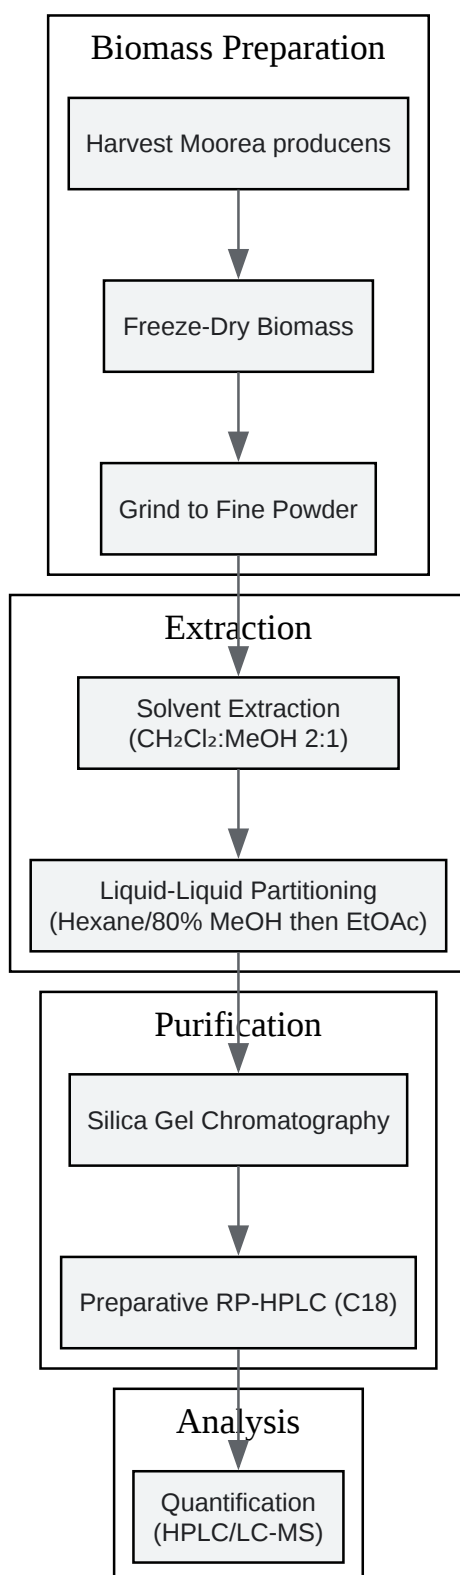 Biomass Preparation
Harvest Moorea producens
Freeze-Dry Biomass
Grind to Fine Powder
Extraction
Solvent Extraction
(CH₂Cl₂:MeOH 2:1)
Liquid-Liquid Partitioning
(Hexane/80% MeOH then EtOAc)
Purification
Silica Gel Chromatography
Preparative RP-HPLC (C18)
Analysis
Quantification
(HPLC/LC-MS)